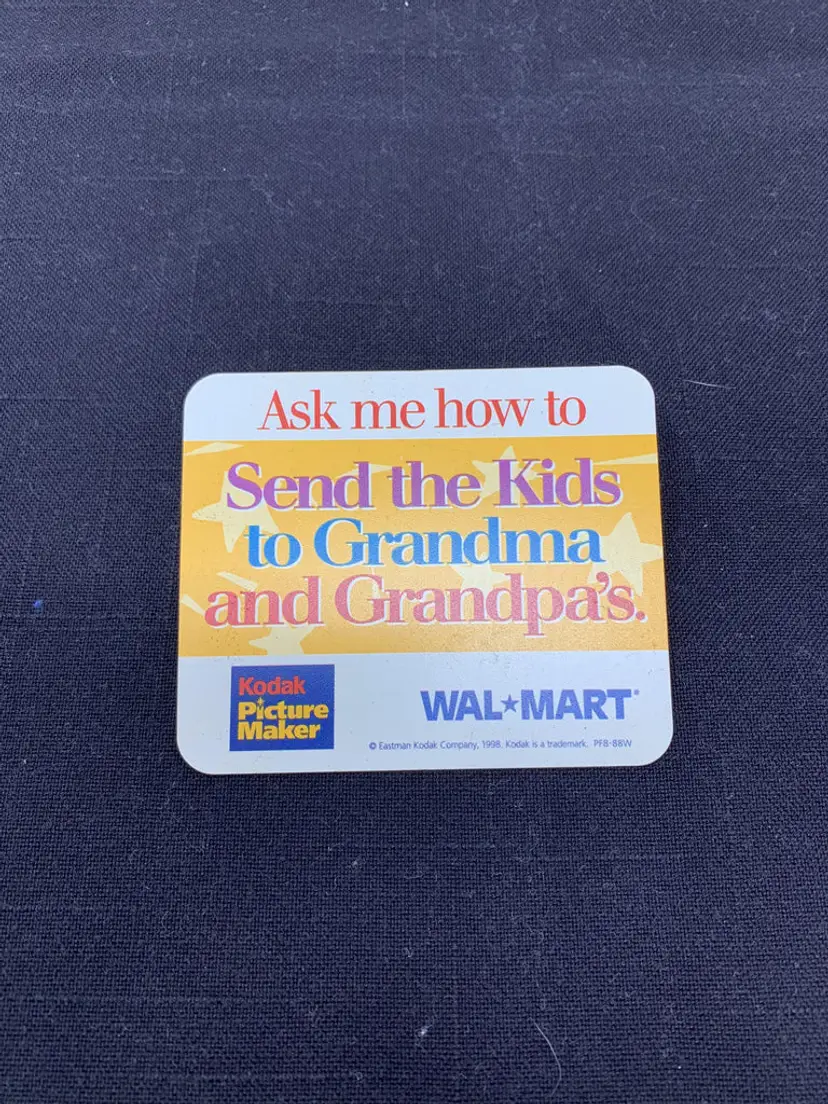 Ask me how to
Send the Kids
to Grandma
and Grandpa's.
Kodak
Picture
Maker
WAL★MART®
© Eastman Kodak Company, 1998. Kodak is a trademark. PFB-88W